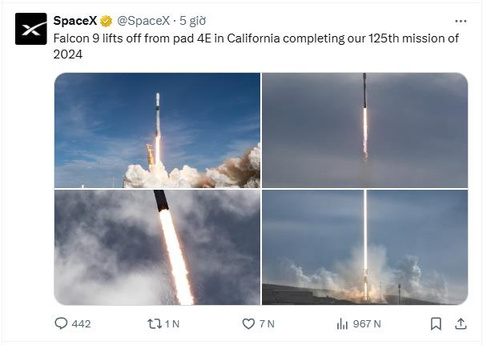 SpaceX @SpaceX · 5 giờ
Falcon 9 lifts off from pad 4E in California completing our 125th mission of
2024
442 1 N 7 N 967 N